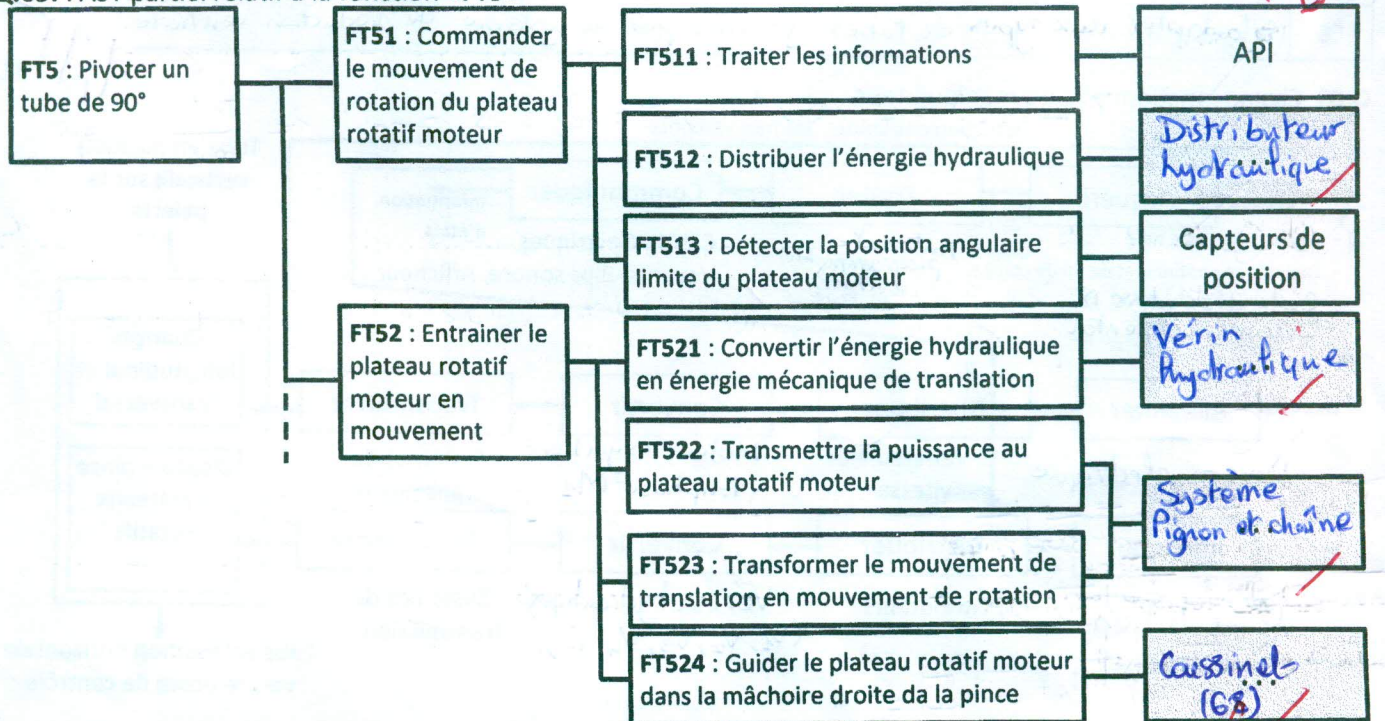 FT5 : Pivoter un
tube de 90°
FT51 : Commander
le mouvement de
rotation du plateau
rotatif moteur
FT511 : Traiter les informations
API
FT512 : Distribuer l'énergie hydraulique
Distributeur
hydraulique
FT513 : Détecter la position angulaire
limite du plateau moteur
Capteurs de
position
FT52 : Entrainer le
plateau rotatif
moteur en
mouvement
FT521 : Convertir l'énergie hydraulique
en énergie mécanique de translation
Vérin
hydraulique
FT522 : Transmettre la puissance au
plateau rotatif moteur
Système
Pignon et chaîne
FT523 : Transformer le mouvement de
translation en mouvement de rotation
FT524 : Guider le plateau rotatif moteur
dans la mâchoire droite da la pince
Coussinet